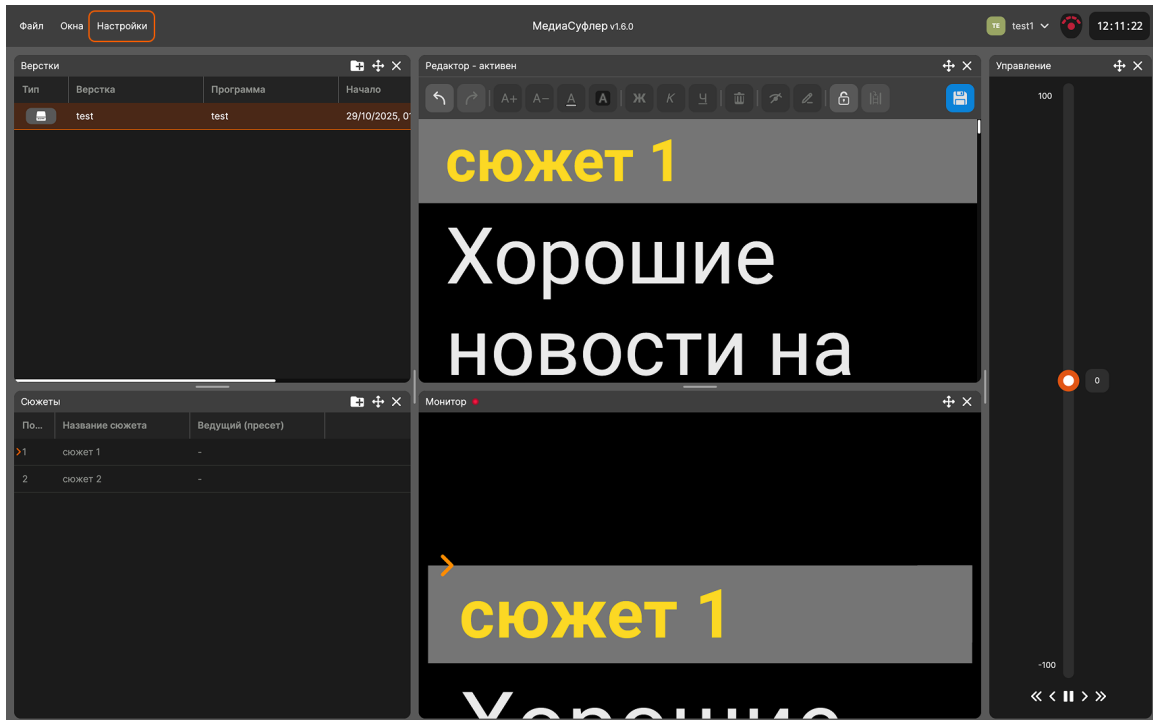 Файл Окна Настройки МедиаСуфлер v1.6.0 TE test1 12:11:22
Верстки
Тип Верстка Программа Начало
test test 29/10/2025, 0
Редактор - активен
A+ A− A A Ж К Ч
сюжет 1
Хорошие
новости на
Сюжеты
По... Название сюжета Ведущий (пресет)
1 сюжет 1 -
2 сюжет 2 -
Монитор
сюжет 1
Хорошие
Управление
100
0
-100